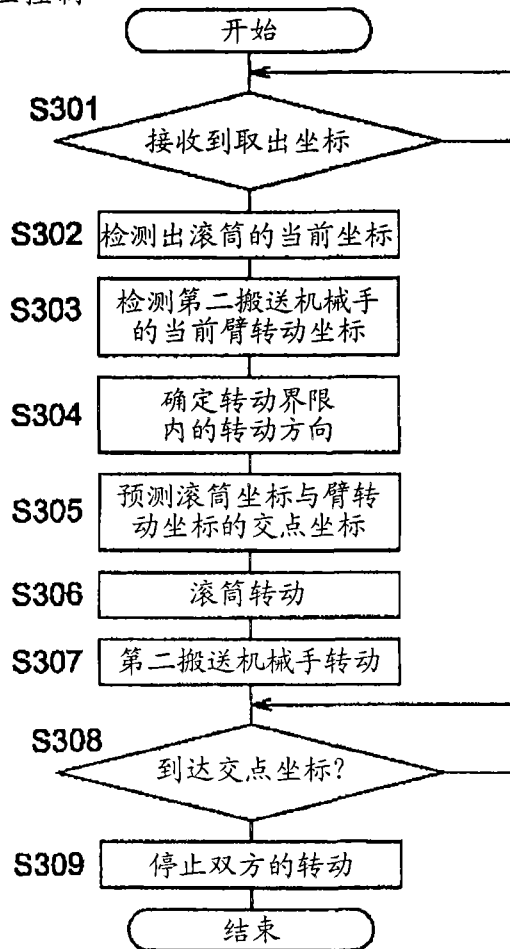 开始
S301
接收到取出坐标
S302
检测出滚筒的当前坐标
S303
检测第二搬送机械手
的当前臂转动坐标
S304
确定转动界限
内的转动方向
S305
预测滚筒坐标与臂转
动坐标的交点坐标
S306
滚筒转动
S307
第二搬送机械手转动
S308
到达交点坐标?
S309
停止双方的转动
结束